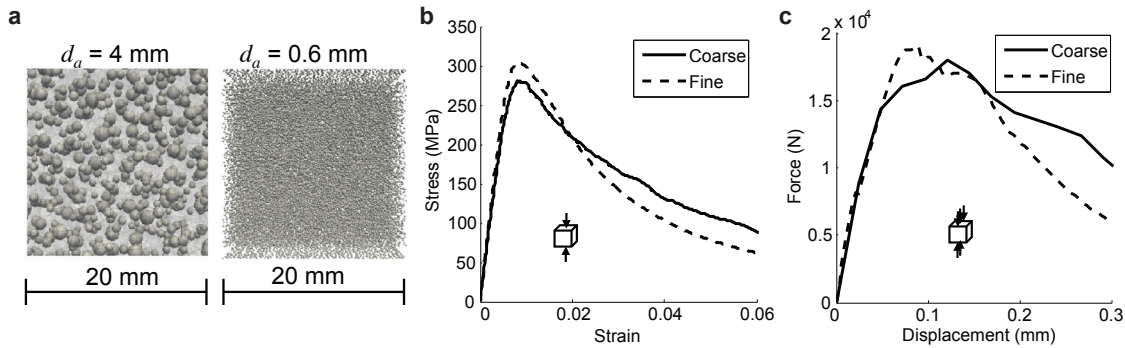 a
d_a = 4 mm
d_a = 0.6 mm
20 mm
20 mm
b
400
350
300
250
200
150
100
50
0
0
0.02
0.04
0.06
Stress (MPa)
Strain
Coarse
Fine
c
2 x 10^4
1.5
1
0.5
0
0
0.1
0.2
0.3
Force (N)
Displacement (mm)
Coarse
Fine